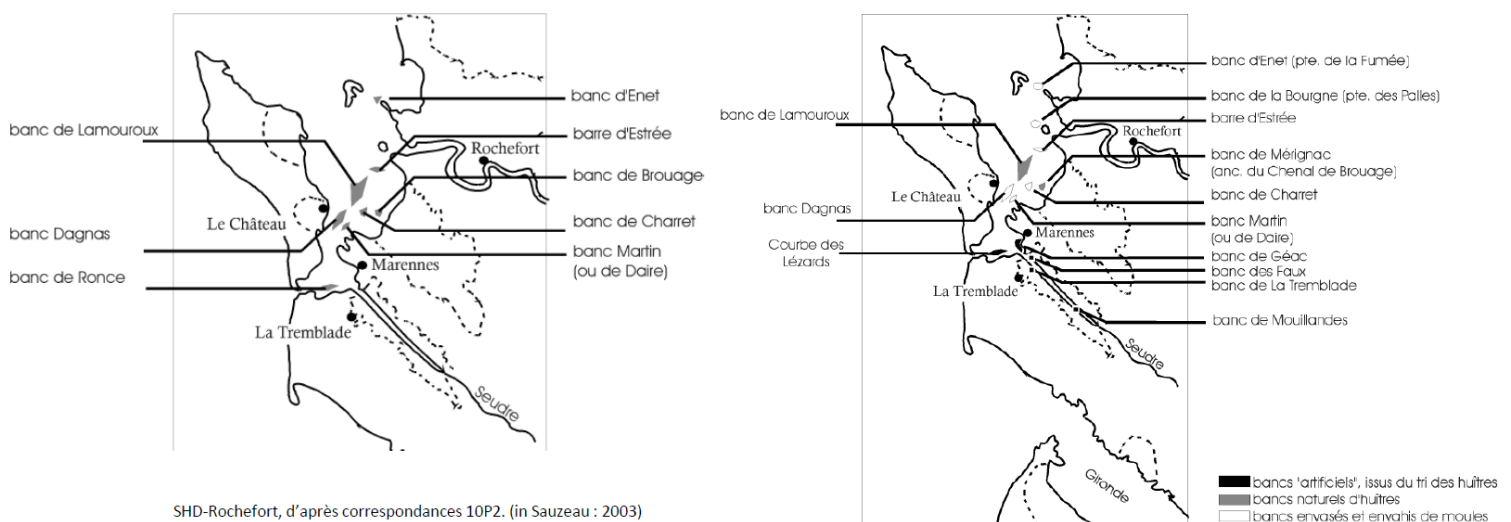 banc d'Enet
banc de Lamouroux
barre d'Estrée
Rochefort
banc de Brouage
Le Château
banc de Charret
banc Dagnas
banc Martin
(ou de Daire)
Marennes
banc de Ronce
La Tremblade
Seudre
SHD-Rochefort, d'après correspondances 10P2. (in Sauzeau : 2003)
banc d'Enet (pte. de la Fumée)
banc de la Bourgne (pte. des Palles)
banc de Lamouroux
barre d'Estrée
Rochefort
banc de Mérignac
(anc. du Chenal de Brouage)
Le Château
banc de Charret
banc Dagnas
banc Martin
(ou de Daire)
Marennes
Courbe des
Lézards
banc de Géac
banc des Faux
banc de La Tremblade
La Tremblade
banc de Mouillandes
Seudre
Gironde
bancs "artificiels", issus du tri des huîtres
bancs naturels d'huîtres
bancs envasés et envahis de moules